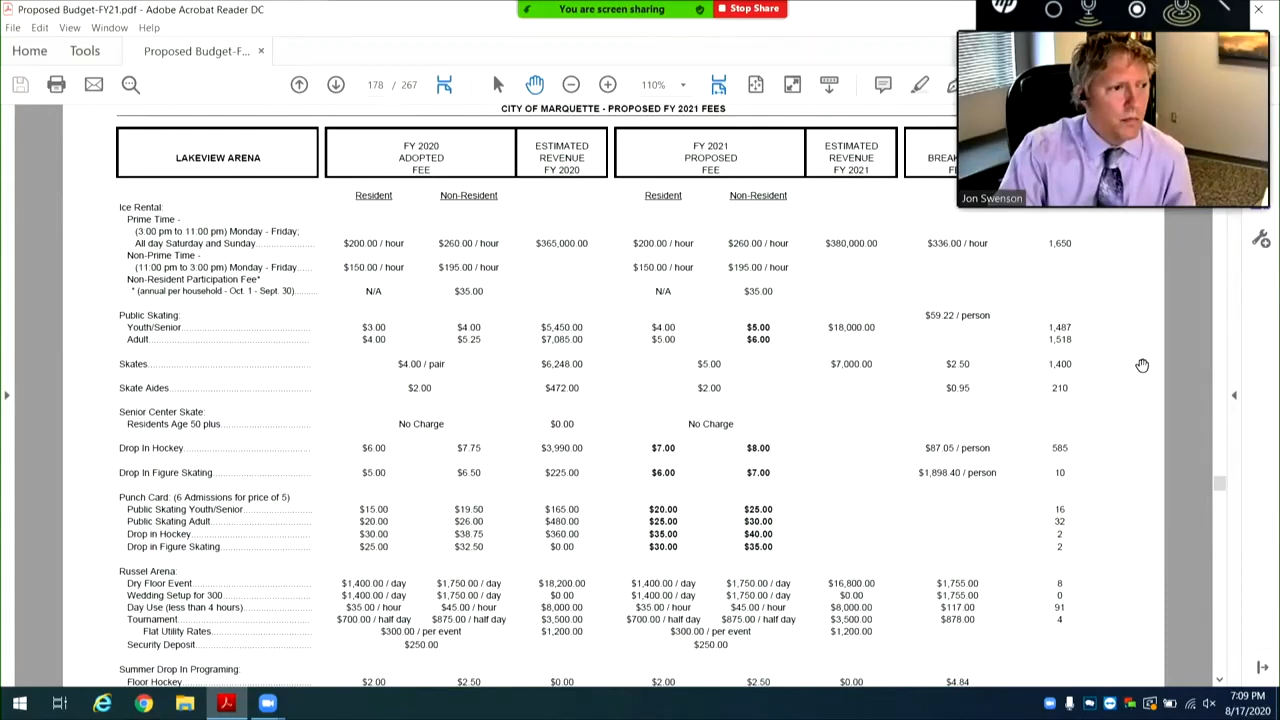 Proposed Budget-FY21.pdf - Adobe Acrobat Reader DC
You are screen sharing Stop Share
File Edit View Window Help
Home Tools Proposed Budget-F... ×
178 / 267 110%
CITY OF MARQUETTE - PROPOSED FY 2021 FEES
LAKEVIEW ARENA
FY 2020 ADOPTED FEE
ESTIMATED REVENUE FY 2020
FY 2021 PROPOSED FEE
ESTIMATED REVENUE FY 2021
Jon Swenson
Resident Non-Resident Resident Non-Resident
Ice Rental:
Prime Time -
(3:00 pm to 11:00 pm) Monday - Friday;
All day Saturday and Sunday $200.00 / hour $260.00 / hour $365,000.00 $200.00 / hour $260.00 / hour $380,000.00 $336.00 / hour 1,650
Non-Prime Time -
(11:00 pm to 3:00 pm) Monday - Friday $150.00 / hour $195.00 / hour $150.00 / hour $195.00 / hour
Non-Resident Participation Fee*
* (annual per household - Oct. 1 - Sept. 30) N/A $35.00 N/A $35.00
Public Skating: $59.22 / person
Youth/Senior $3.00 $4.00 $5,450.00 $4.00 $5.00 $18,000.00 1,487
Adult $4.00 $5.25 $7,085.00 $5.00 $6.00 1,518
Skates $4.00 / pair $6,248.00 $5.00 $7,000.00 $2.50 1,400
Skate Aides $2.00 $472.00 $2.00 $0.95 210
Senior Center Skate:
Residents Age 50 plus No Charge $0.00 No Charge
Drop In Hockey $6.00 $7.75 $3,990.00 $7.00 $8.00 $87.05 / person 585
Drop In Figure Skating $5.00 $6.50 $225.00 $6.00 $7.00 $1,898.40 / person 10
Punch Card: (6 Admissions for price of 5)
Public Skating Youth/Senior $15.00 $19.50 $165.00 $20.00 $25.00 16
Public Skating Adult $20.00 $26.00 $480.00 $25.00 $30.00 32
Drop in Hockey $30.00 $38.75 $360.00 $35.00 $40.00 2
Drop in Figure Skating $25.00 $32.50 $0.00 $30.00 $35.00 2
Russel Arena:
Dry Floor Event $1,400.00 / day $1,750.00 / day $18,200.00 $1,400.00 / day $1,750.00 / day $16,800.00 $1,755.00 8
Wedding Setup for 300 $1,400.00 / day $1,750.00 / day $0.00 $1,400.00 / day $1,750.00 / day $0.00 $1,755.00 0
Day Use (less than 4 hours) $35.00 / hour $45.00 / hour $8,000.00 $35.00 / hour $45.00 / hour $8,000.00 $117.00 91
Tournament $700.00 / half day $875.00 / half day $3,500.00 $700.00 / half day $875.00 / half day $3,500.00 $878.00 4
Flat Utility Rates $300.00 / per event $1,200.00 $300.00 / per event $1,200.00
Security Deposit $250.00 $250.00
Summer Drop In Programing:
Floor Hockey $2.00 $2.50 $0.00 $2.00 $2.50 $0.00 $4.84
7:09 PM
8/17/2020